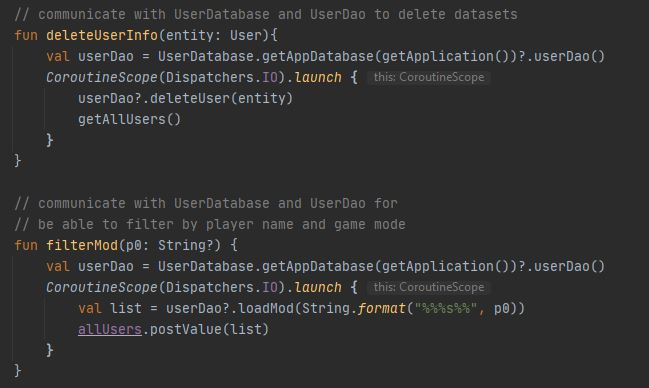 // communicate with UserDatabase and UserDao to delete datasets
fun deleteUserInfo(entity: User){
    val userDao = UserDatabase.getAppDatabase(getApplication())?.userDao()
    CoroutineScope(Dispatchers.IO).launch { this: CoroutineScope
        userDao?.deleteUser(entity)
        getAllUsers()
    }
}

// communicate with UserDatabase and UserDao for
// be able to filter by player name and game mode
fun filterMod(p0: String?) {
    val userDao = UserDatabase.getAppDatabase(getApplication())?.userDao()
    CoroutineScope(Dispatchers.IO).launch { this: CoroutineScope
        val list = userDao?.loadMod(String.format("%%%s%%", p0))
        allUsers.postValue(list)
    }
}